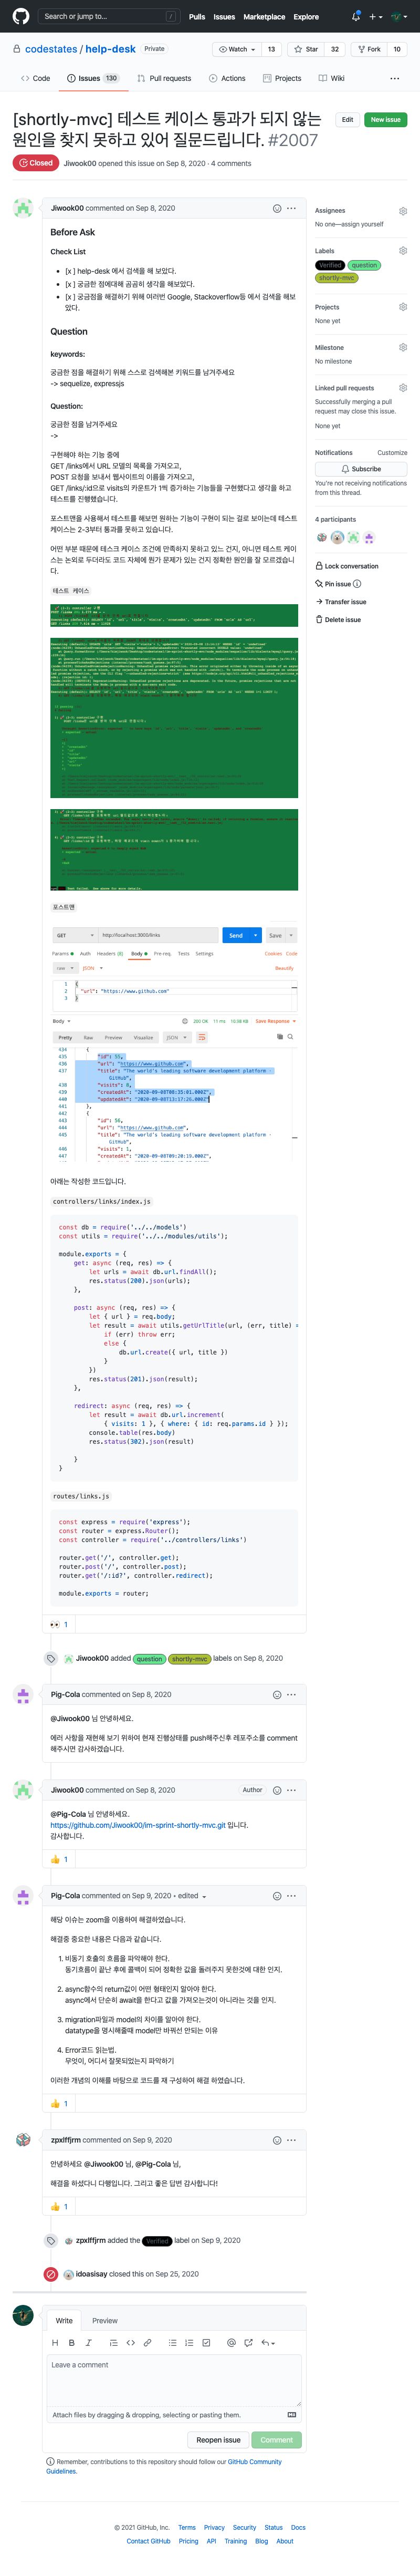 Search or jump to...
/
Pulls Issues Marketplace Explore
codestates / help-desk Private
Watch 13 Star 32 Fork 10
Code Issues 130 Pull requests Actions Projects Wiki
[shortly-mvc] 테스트 케이스 통과가 되지 않는
원인을 찾지 못하고 있어 질문드립니다. #2007
Edit New issue
Closed Jiwook00 opened this issue on Sep 8, 2020 · 4 comments
Jiwook00 commented on Sep 8, 2020
Before Ask
Check List
[x ] help-desk 에서 검색을 해 보았다.
[x ] 궁금한 점에대해 곰곰히 생각을 해보았다.
[x ] 궁금점을 해결하기 위해 여러번 Google, Stackoverflow등 에서 검색을 해보
았다.
Question
keywords:
궁금한 점을 해결하기 위해 스스로 검색해본 키워드를 남겨주세요
-> sequelize, expressjs
Question:
궁금한 점을 남겨주세요
->
구현해야 하는 기능 중에
GET /links에서 URL 모델의 목록을 가져오고,
POST 요청을 보내서 웹사이트의 이름을 가져오고,
GET /links/:id으로 visits의 카운트가 1씩 증가하는 기능들을 구현했다고 생각을 하고
테스트를 진행했습니다.
포스트맨을 사용해서 테스트를 해보면 원하는 기능이 구현이 되는 걸로 보이는데 테스트
케이스는 2-3부터 통과를 못하고 있습니다.
어떤 부분 때문에 테스크 케이스 조건에 만족하지 못하고 있는 건지, 아니면 테스트 케이
스는 논외로 두더라도 코드 자체에 뭔가 문제가 있는 건지 정확한 원인을 잘 모르겠습니
다.
테스트 케이스
포스트맨
GET http://localhost:3000/links Send Save
Params Auth Headers (8) Body Pre-req. Tests Settings Cookies Code
raw JSON Beautify
1 {
2 "url": "https://www.github.com"
3 }
Body 200 OK 11 ms 10.38 KB Save Response
Pretty Raw Preview Visualize JSON
434 {
435 "id": 55,
436 "url": "https://www.github.com",
437 "title": "The world's leading software development platform ·
GitHub",
438 "visits": 6,
439 "createdAt": "2020-09-08T08:35:01.000Z",
440 "updatedAt": "2020-09-08T13:17:26.000Z"
441 },
442 {
443 "id": 56,
444 "url": "https://www.github.com",
445 "title": "The world's leading software development platform ·
GitHub",
446 "visits": 1,
447 "createdAt": "2020-09-08T09:20:19.000Z",
아래는 작성한 코드입니다.
controllers/links/index.js
const db = require('../../models')
const utils = require('../../modules/utils');
module.exports = {
get: async (req, res) => {
let urls = await db.url.findAll();
res.status(200).json(urls);
},
post: async (req, res) => {
let { url } = req.body;
let result = await utils.getUrlTitle(url, (err, title) =
if (err) throw err;
else {
db.url.create({ url, title })
}
})
res.status(201).json(result);
},
redirect: async (req, res) => {
let result = await db.url.increment(
{ visits: 1 }, { where: { id: req.params.id } });
console.table(res.body)
res.status(302).json(result)
}
}
routes/links.js
const express = require('express');
const router = express.Router();
const controller = require('../controllers/links')
router.get('/', controller.get);
router.post('/', controller.post);
router.get('/:id?', controller.redirect);
module.exports = router;
👀 1
Jiwook00 added question shortly-mvc labels on Sep 8, 2020
Pig-Cola commented on Sep 8, 2020
@Jiwook00 님 안녕하세요.
에러 사항을 재현해 보기 위하여 현재 진행상태를 push해주신후 레포주소를 comment
해주시면 감사하겠습니다.
Jiwook00 commented on Sep 8, 2020 Author
@Pig-Cola 님 안녕하세요.
https://github.com/Jiwook00/im-sprint-shortly-mvc.git 입니다.
감사합니다.
👍 1
Pig-Cola commented on Sep 9, 2020 • edited
해당 이슈는 zoom을 이용하여 해결하였습니다.
해결중 중요한 내용은 다음과 같습니다.
1. 비동기 호출의 흐름을 파악해야 한다.
동기흐름이 끝난 후에 콜백이 되어 정확한 값을 돌려주지 못한것에 대한 인지.
2. async함수의 return값이 어떤 형태인지 알아야 한다.
async에서 단순히 await를 한다고 값을 가져오는것이 아니라는 것을 인지.
3. migration파일과 model의 차이를 알아야 한다.
datatype을 명시해줄때 model만 바꿔선 안되는 이유
4. Error코드 읽는법.
무엇이, 어디서 잘못되었는지 파악하기
이러한 개념의 이해를 바탕으로 코드를 재 구성하여 해결 하였습니다.
👍 1
zpxlffjrm commented on Sep 9, 2020
안녕하세요 @Jiwook00 님, @Pig-Cola 님,
해결을 하셨다니 다행입니다. 그리고 좋은 답변 감사합니다!
👍 1
zpxlffjrm added the Verified label on Sep 9, 2020
idoasisay closed this on Sep 25, 2020
Write Preview
Leave a comment
Attach files by dragging & dropping, selecting or pasting them.
Reopen issue Comment
Remember, contributions to this repository should follow our GitHub Community
Guidelines.
Assignees
No one—assign yourself
Labels
Verified question
shortly-mvc
Projects
None yet
Milestone
No milestone
Linked pull requests
Successfully merging a pull
request may close this issue.
None yet
Notifications Customize
Subscribe
You're not receiving notifications
from this thread.
4 participants
Lock conversation
Pin issue
Transfer issue
Delete issue
© 2021 GitHub, Inc. Terms Privacy Security Status Docs
Contact GitHub Pricing API Training Blog About